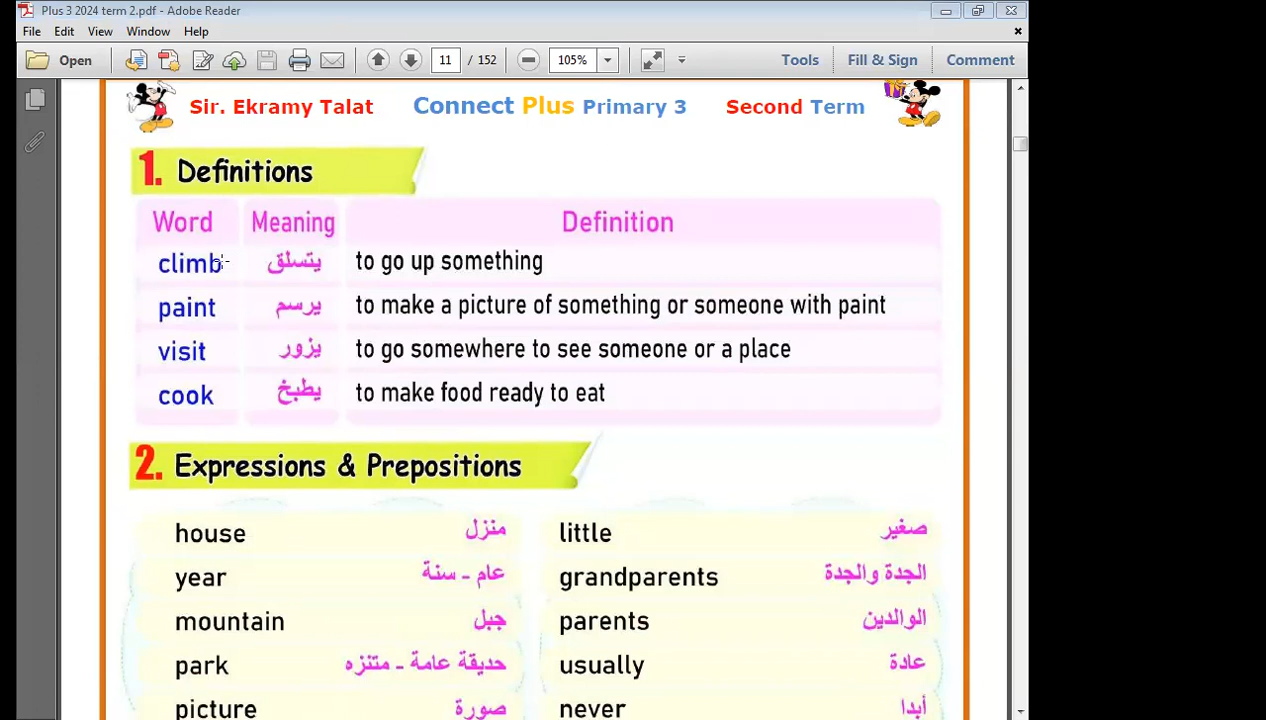 Plus 3 2024 term 2.pdf - Adobe Reader
File Edit View Window Help
Open 11 / 152 105% Tools Fill & Sign Comment
Sir. Ekramy Talat Connect Plus Primary 3 Second Term
1. Definitions
Word Meaning Definition
climb يتسلق to go up something
paint يرسم to make a picture of something or someone with paint
visit يزور to go somewhere to see someone or a place
cook يطبخ to make food ready to eat
2. Expressions & Prepositions
house منزل little صغير
year عام - سنة grandparents الجدة والجدة
mountain جبل parents الوالدين
park حديقة عامة - متنزه usually عادة
picture صورة never أبدا